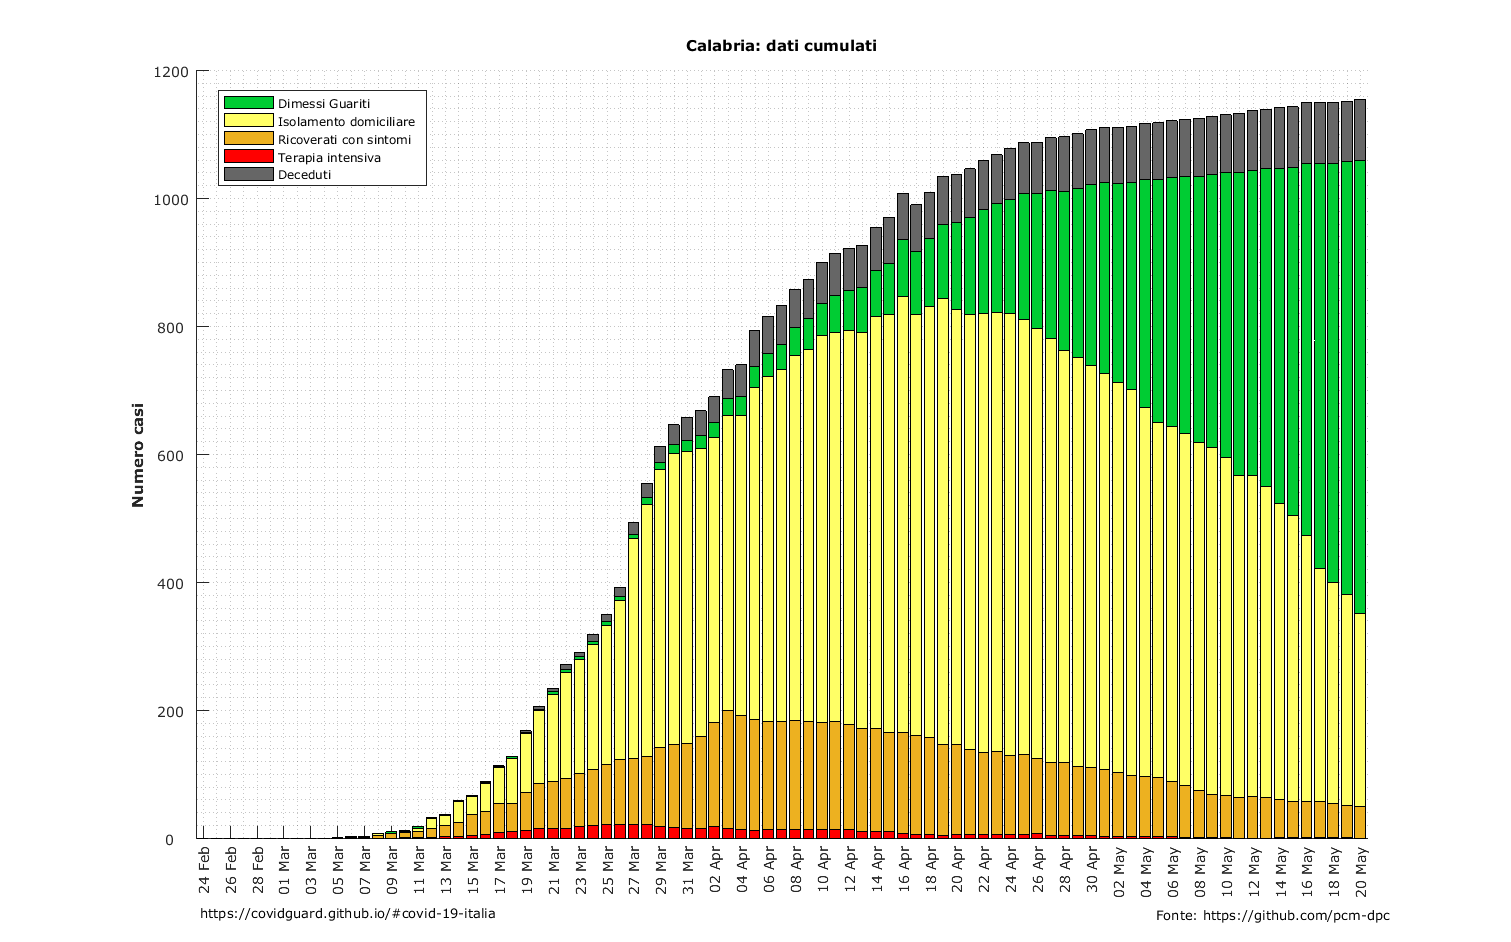 Calabria: dati cumulati
1200
1000
800
600
400
200
0
Numero casi
Dimessi Guariti
Isolamento domiciliare
Ricoverati con sintomi
Terapia intensiva
Deceduti
24 Feb
26 Feb
28 Feb
01 Mar
03 Mar
05 Mar
07 Mar
09 Mar
11 Mar
13 Mar
15 Mar
17 Mar
19 Mar
21 Mar
23 Mar
25 Mar
27 Mar
29 Mar
31 Mar
02 Apr
04 Apr
06 Apr
08 Apr
10 Apr
12 Apr
14 Apr
16 Apr
18 Apr
20 Apr
22 Apr
24 Apr
26 Apr
28 Apr
30 Apr
02 May
04 May
06 May
08 May
10 May
12 May
14 May
16 May
18 May
20 May
https://covidguard.github.io/#covid-19-italia
Fonte: https://github.com/pcm-dpc